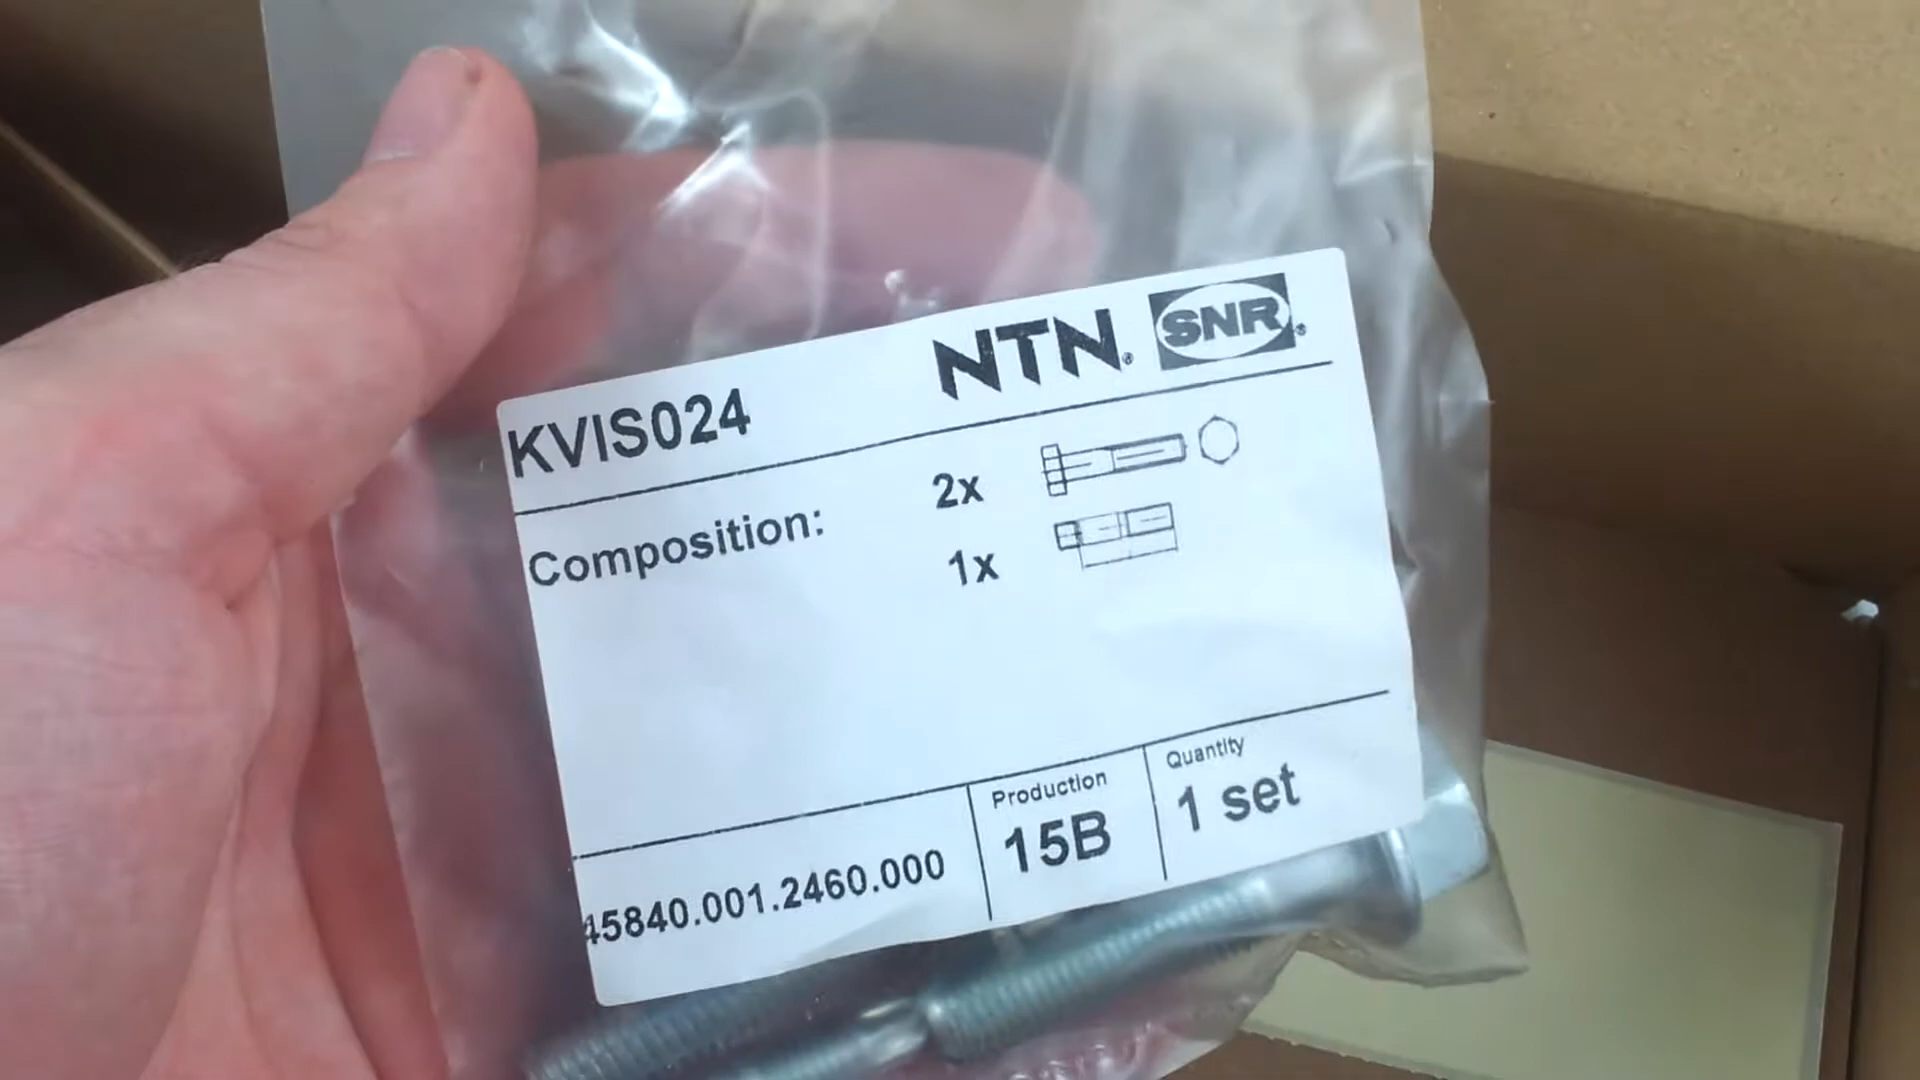 NTN® SNR®
KVIS024
Composition:
2x
1x
Production
15B
Quantity
1 set
45840.001.2460.000